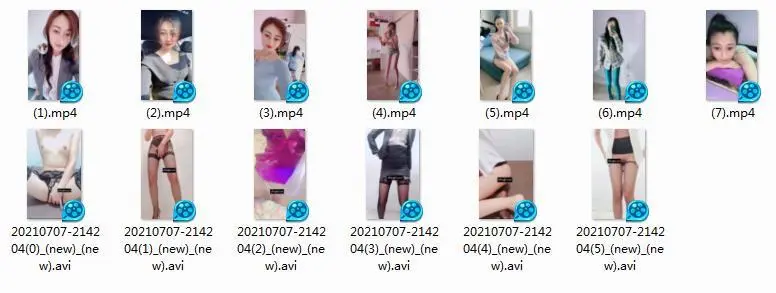 (1).mp4
(2).mp4
(3).mp4
(4).mp4
(5).mp4
(6).mp4
(7).mp4
20210707-2142
04(0)_(new)_(ne
w).avi
20210707-2142
04(1)_(new)_(ne
w).avi
20210707-2142
04(2)_(new)_(ne
w).avi
20210707-2142
04(3)_(new)_(ne
w).avi
20210707-2142
04(4)_(new)_(ne
w).avi
20210707-2142
04(5)_(new)_(ne
w).avi